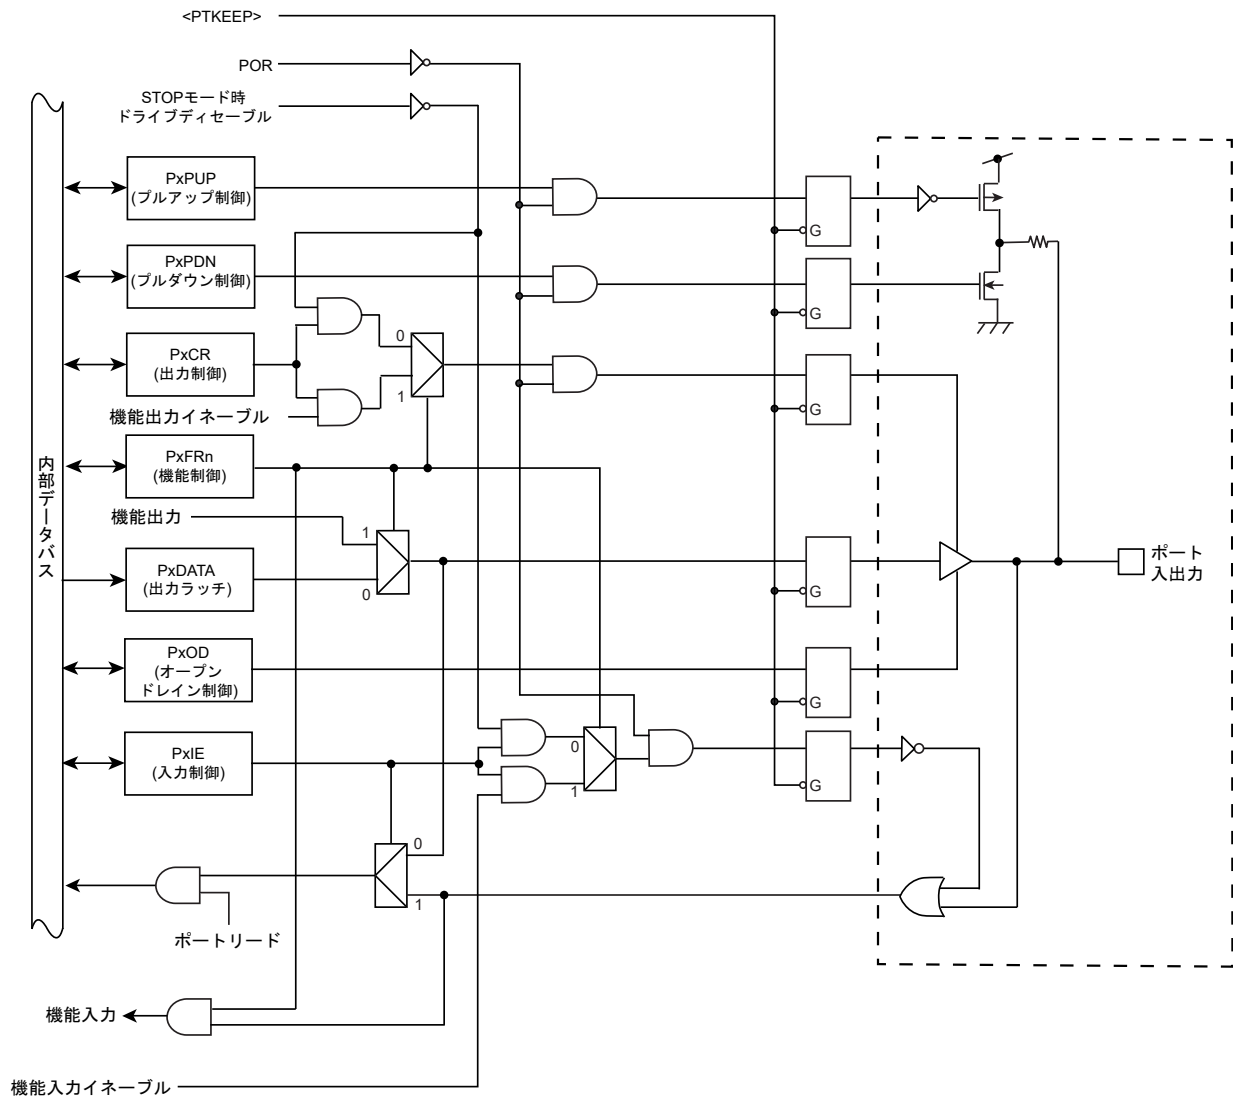 <PTKEEP>
POR
STOPモード時
ドライブディセーブル
PxPUP
(プルアップ制御)
G
PxPDN
(プルダウン制御)
G
PxCR
(出力制御)
0
1
G
機能出力イネーブル
PxFRn
(機能制御)
内部データバス
機能出力
1
0
PxDATA
(出力ラッチ)
G
ポート
入出力
PxOD
(オープン
ドレイン制御)
G
PxIE
(入力制御)
0
1
G
0
1
ポートリード
機能入力
機能入力イネーブル